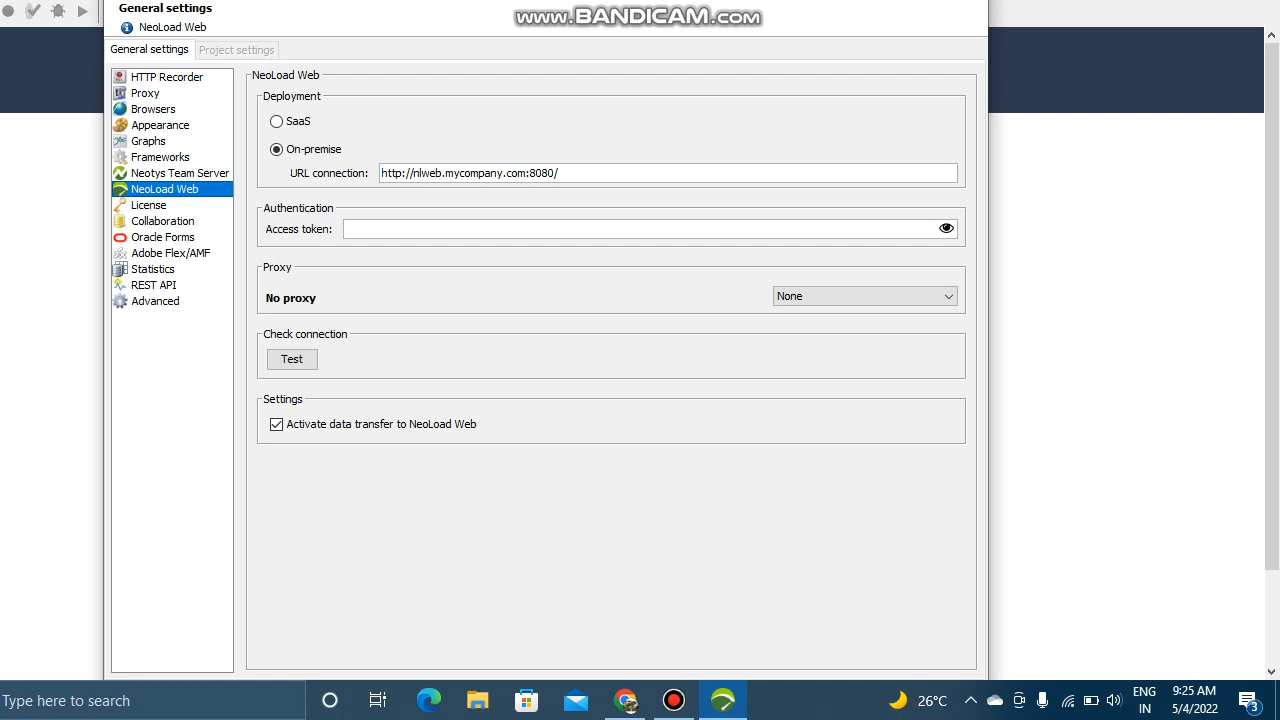 General settings
www.BANDICAM.com
NeoLoad Web
General settings
Project settings
HTTP Recorder
Proxy
Browsers
Appearance
Graphs
Frameworks
Neotys Team Server
NeoLoad Web
License
Collaboration
Oracle Forms
Adobe Flex/AMF
Statistics
REST API
Advanced
NeoLoad Web
Deployment
SaaS
On-premise
URL connection: http://nlweb.mycompany.com:8080/
Authentication
Access token:
Proxy
No proxy
None
Check connection
Test
Settings
Activate data transfer to NeoLoad Web
Type here to search
26°C
ENG
IN
9:25 AM
5/4/2022
3